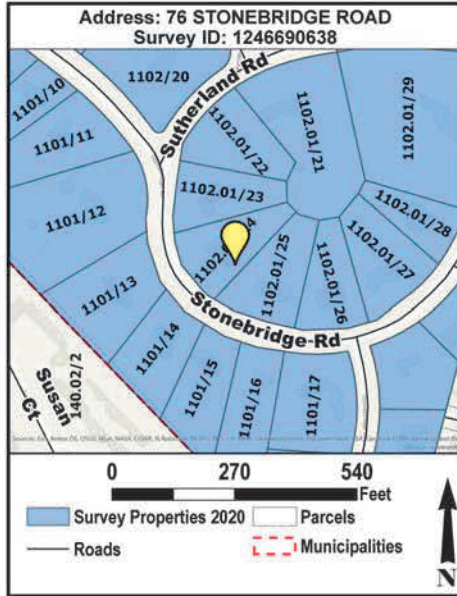 Address: 76 STONEBRIDGE ROAD
Survey ID: 1246690638
1101/10
1102/20
Sutherland Rd
1102.01/21
1102.01/29
1101/11
1102.01/22
1102.01/23
1101/12
1102.01/28
1102.01/25
1102.01/27
1102.01/26
1101/13
Stonebridge Rd
1101/14
1101/15
1101/16
1101/17
Susan
Ct
140.02/2
0 270 540
Feet
Survey Properties 2020
Parcels
Roads
Municipalities
N